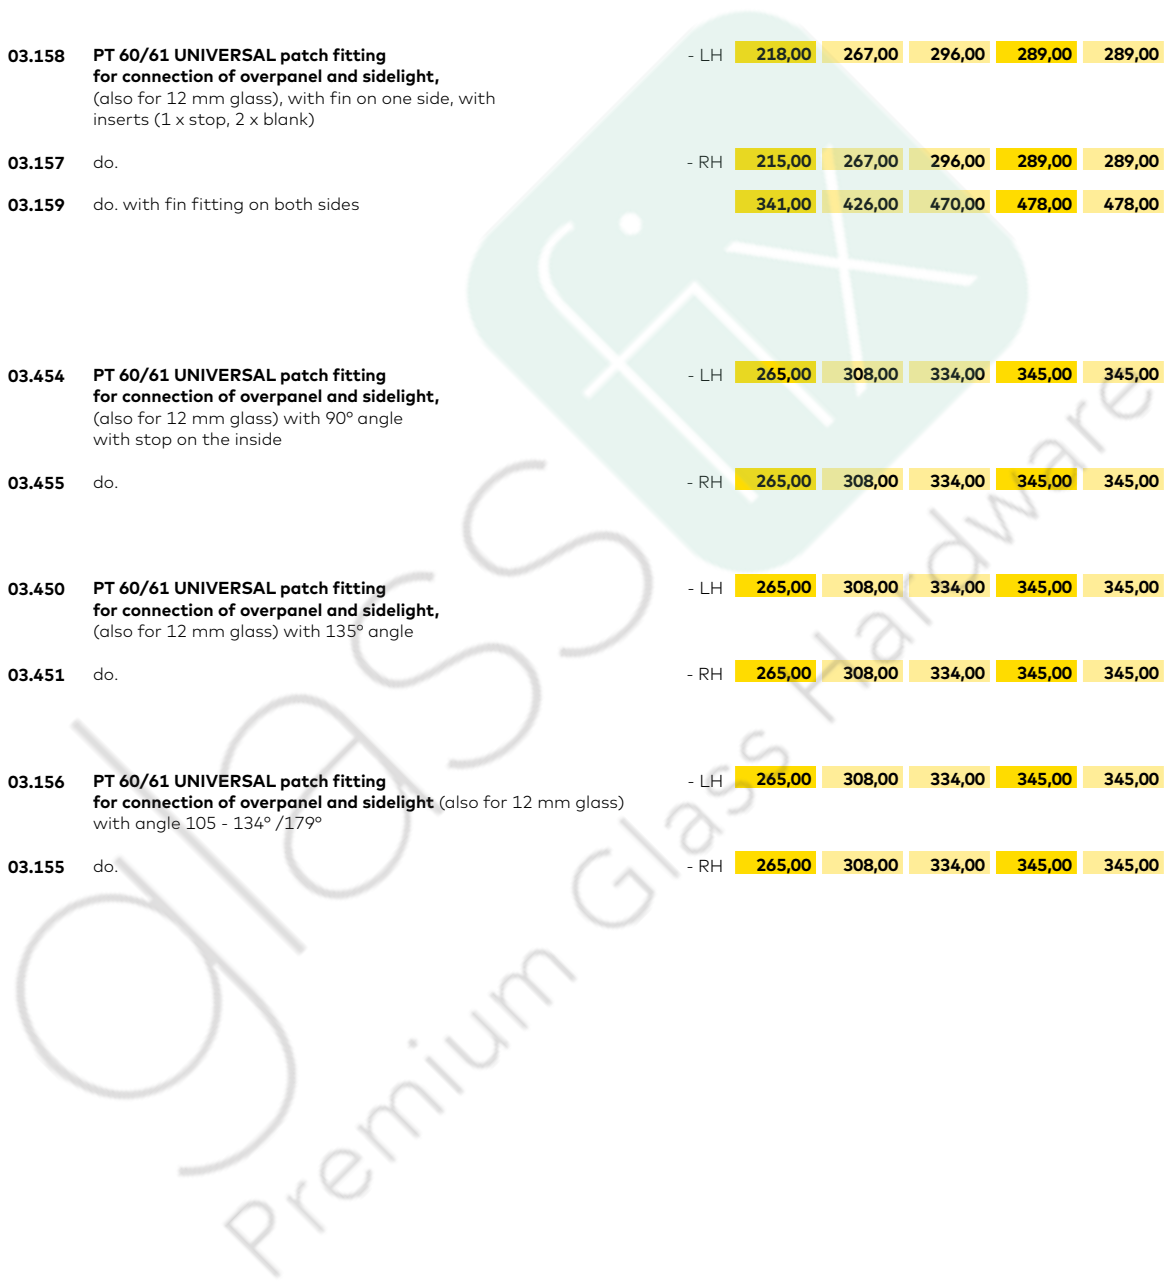 03.158 PT 60/61 UNIVERSAL patch fitting - LH 218,00 267,00 296,00 289,00 289,00
for connection of overpanel and sidelight,
(also for 12 mm glass), with fin on one side, with
inserts (1 x stop, 2 x blank)
03.157 do. - RH 215,00 267,00 296,00 289,00 289,00
03.159 do. with fin fitting on both sides 341,00 426,00 470,00 478,00 478,00
03.454 PT 60/61 UNIVERSAL patch fitting - LH 265,00 308,00 334,00 345,00 345,00
for connection of overpanel and sidelight,
(also for 12 mm glass) with 90° angle
with stop on the inside
03.455 do. - RH 265,00 308,00 334,00 345,00 345,00
03.450 PT 60/61 UNIVERSAL patch fitting - LH 265,00 308,00 334,00 345,00 345,00
for connection of overpanel and sidelight,
(also for 12 mm glass) with 135° angle
03.451 do. - RH 265,00 308,00 334,00 345,00 345,00
03.156 PT 60/61 UNIVERSAL patch fitting - LH 265,00 308,00 334,00 345,00 345,00
for connection of overpanel and sidelight (also for 12 mm glass)
with angle 105 - 134° /179°
03.155 do. - RH 265,00 308,00 334,00 345,00 345,00
glass fix
Premium Glass Hardware